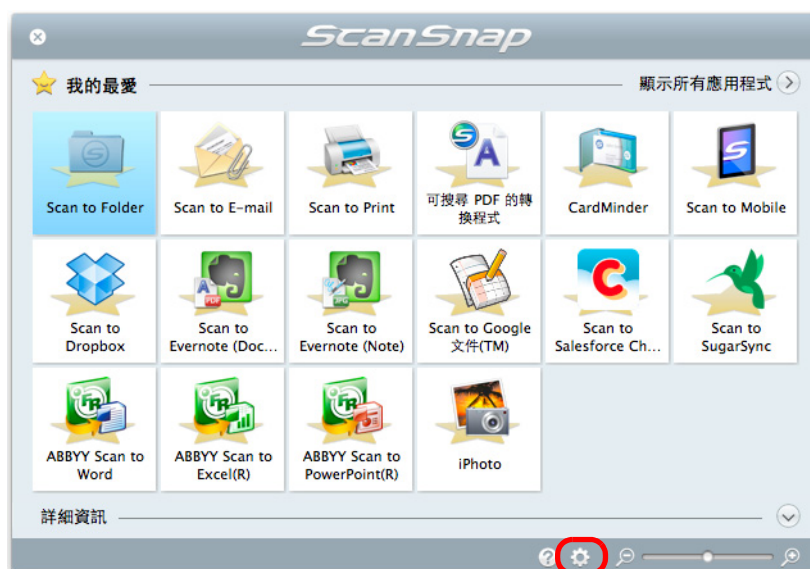 ScanSnap
我的最愛
顯示所有應用程式
Scan to Folder
Scan to E-mail
Scan to Print
可搜尋 PDF 的轉
換程式
CardMinder
Scan to Mobile
Scan to
Dropbox
Scan to
Evernote (Doc...
Scan to
Evernote (Note)
Scan to Google
文件(TM)
Scan to
Salesforce Ch...
Scan to
SugarSync
ABBYY Scan to
Word
ABBYY Scan to
Excel(R)
ABBYY Scan to
PowerPoint(R)
iPhoto
詳細資訊